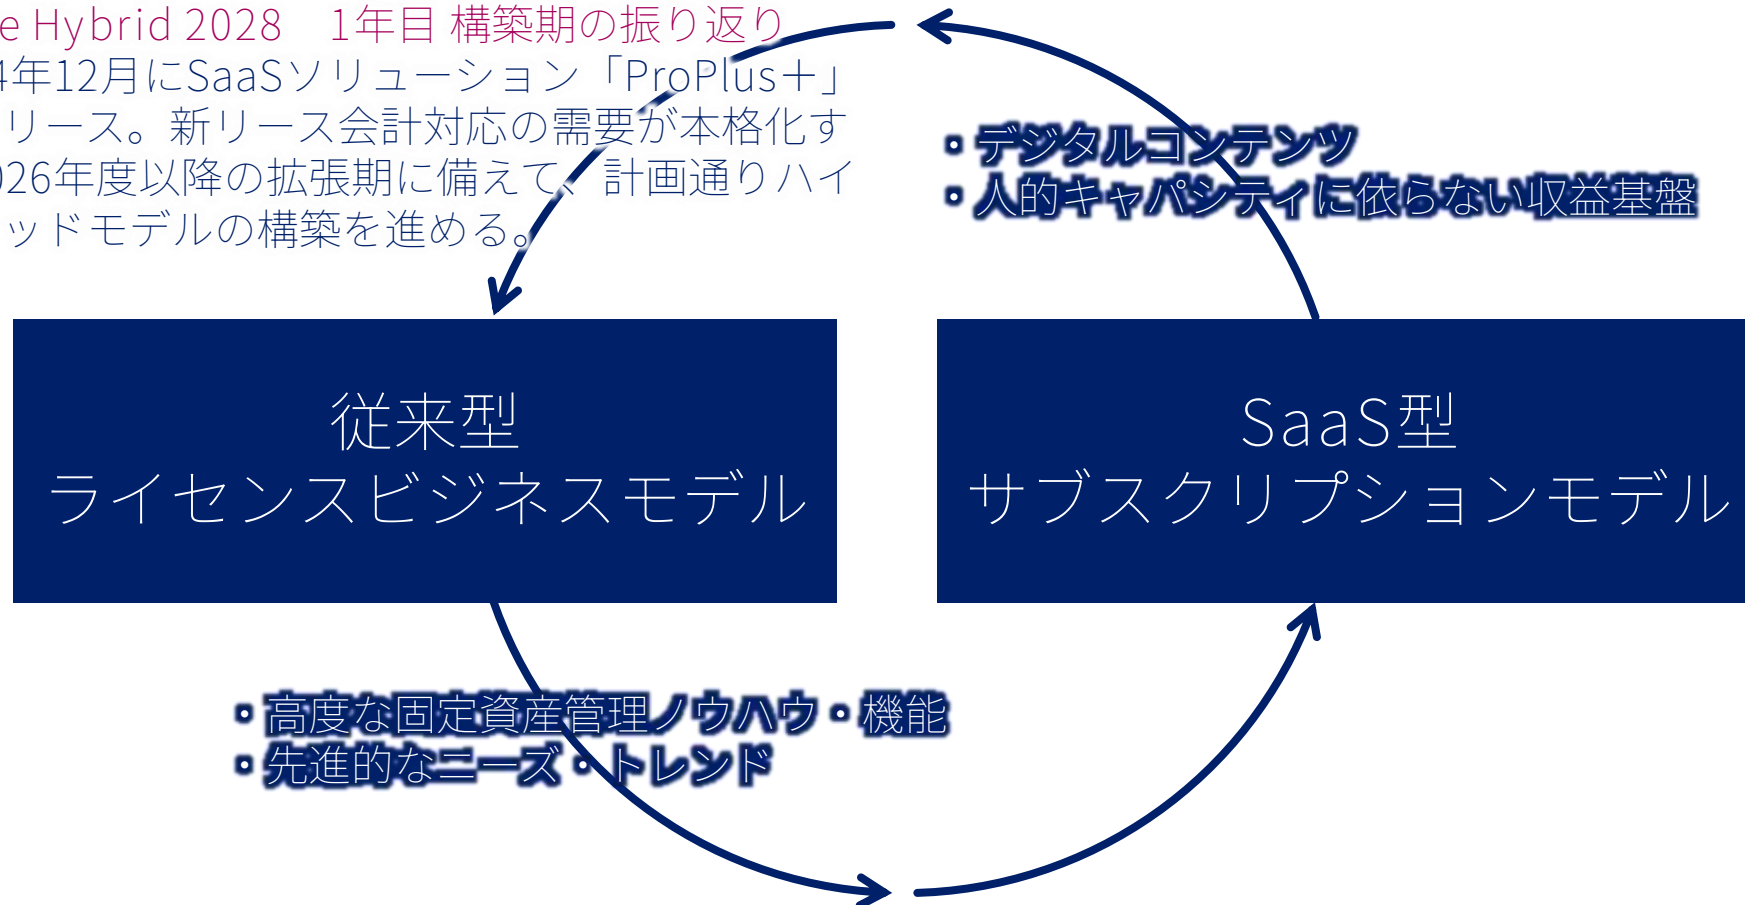 e Hybrid 2028　1年目 構築期の振り返り
4年12月にSaaSソリューション「ProPlus＋」
リース。新リース会計対応の需要が本格化す
026年度以降の拡張期に備えて、計画通りハイ
ッドモデルの構築を進める。
・デジタルコンテンツ
・人的キャパシティに依らない収益基盤
従来型
ライセンスビジネスモデル
SaaS型
サブスクリプションモデル
・高度な固定資産管理ノウハウ・機能
・先進的なニーズ・トレンド